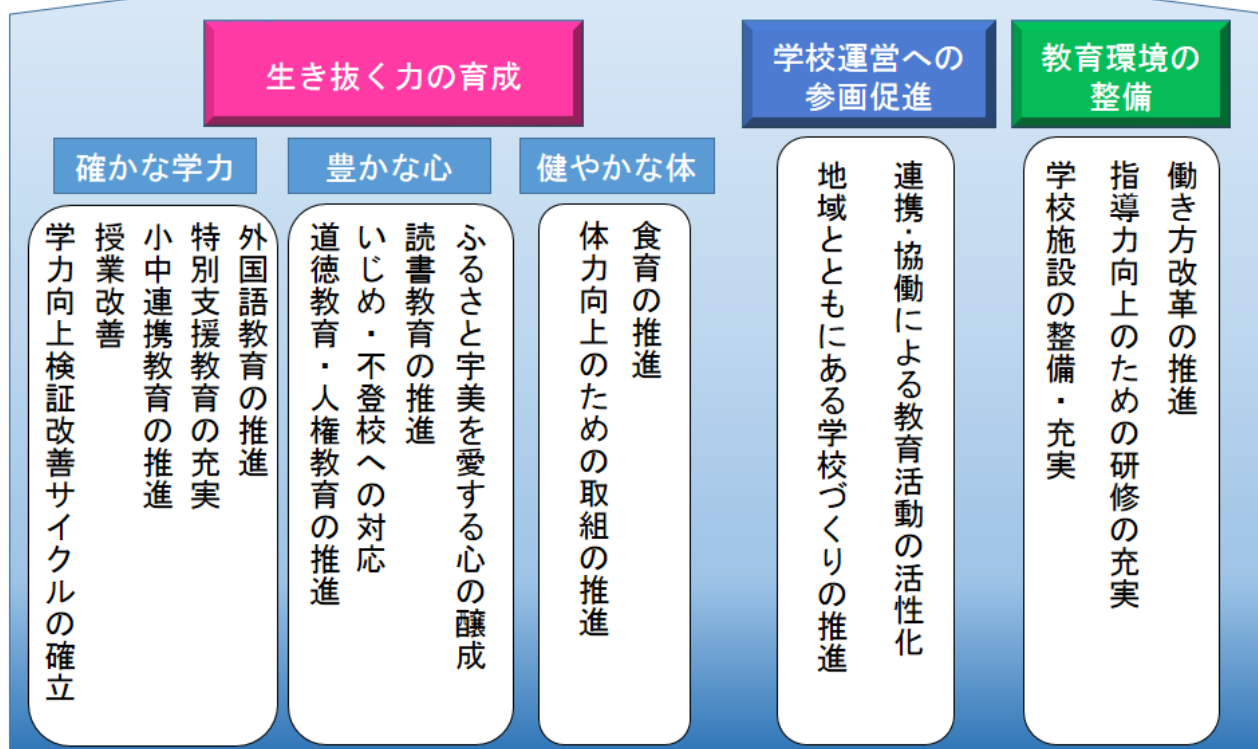 生き抜く力の育成
確かな学力
外国語教育の推進
特別支援教育の充実
小中連携教育の推進
授業改善
学力向上検証改善サイクルの確立
豊かな心
ふるさと宇美を愛する心の醸成
読書教育の推進
いじめ・不登校への対応
道徳教育・人権教育の推進
健やかな体
食育の推進
体力向上のための取組の推進
学校運営への
参画促進
連携・協働による教育活動の活性化
地域とともにある学校づくりの推進
教育環境の
整備
働き方改革の推進
指導力向上のための研修の充実
学校施設の整備・充実